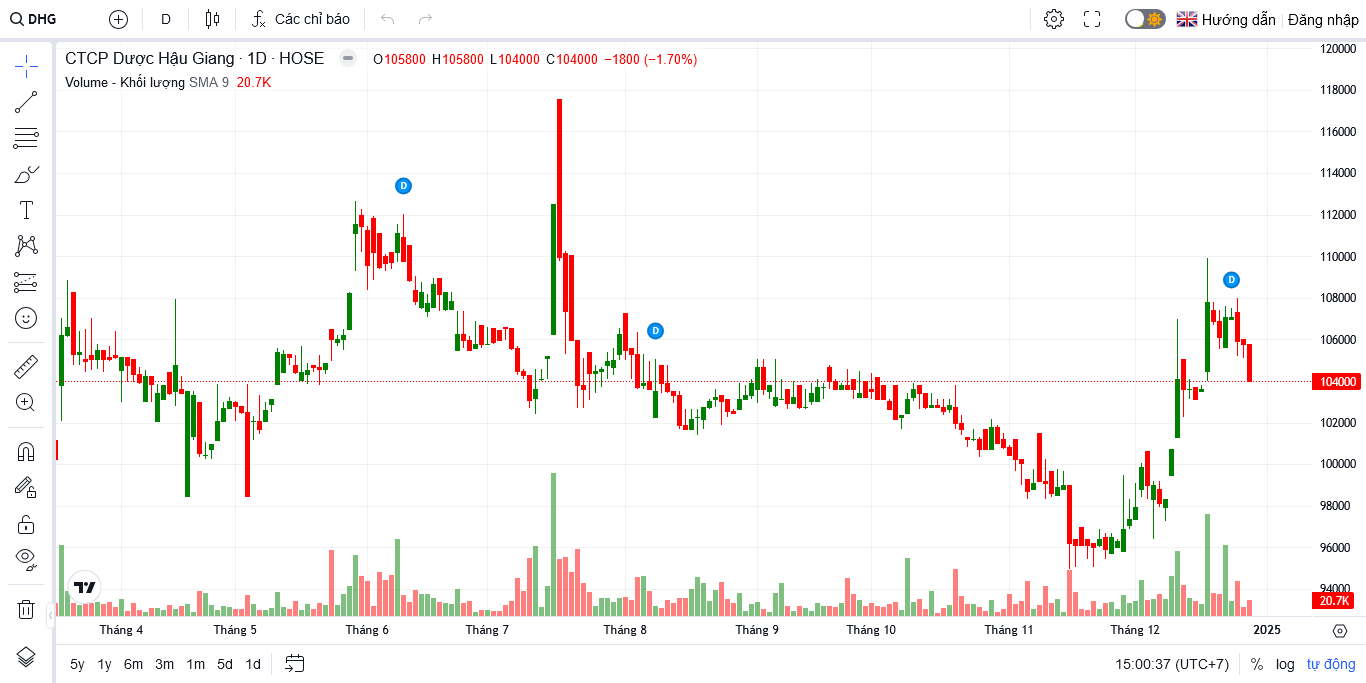 DHG D Các chỉ báo Hướng dẫn Đăng nhập
CTCP Dược Hậu Giang · 1D · HOSE O105800 H105800 L104000 C104000 −1800 (−1.70%)
Volume - Khối lượng SMA 9 20.7K
120000
118000
116000
114000
D
112000
110000
D
108000
D
106000
104000
102000
100000
98000
96000
94000
20.7K
Tháng 4 Tháng 5 Tháng 6 Tháng 7 Tháng 8 Tháng 9 Tháng 10 Tháng 11 Tháng 12 2025
5y 1y 6m 3m 1m 5d 1d 15:00:37 (UTC+7) % log tự động